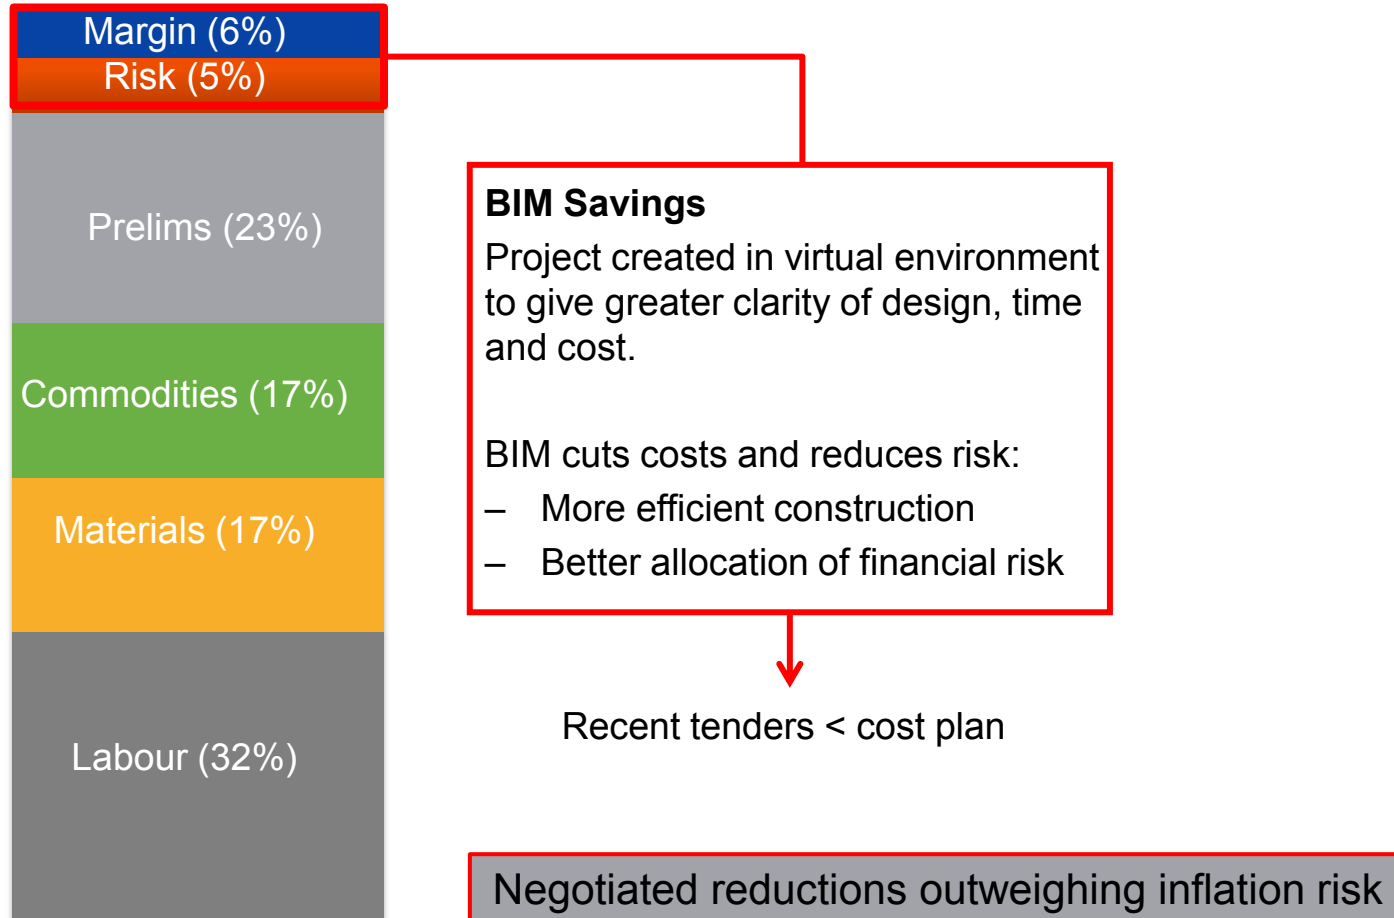 Margin (6%)
Risk (5%)
Prelims (23%)
Commodities (17%)
Materials (17%)
Labour (32%)
BIM Savings
Project created in virtual environment
to give greater clarity of design, time
and cost.
BIM cuts costs and reduces risk:
– More efficient construction
– Better allocation of financial risk
Recent tenders < cost plan
Negotiated reductions outweighing inflation risk